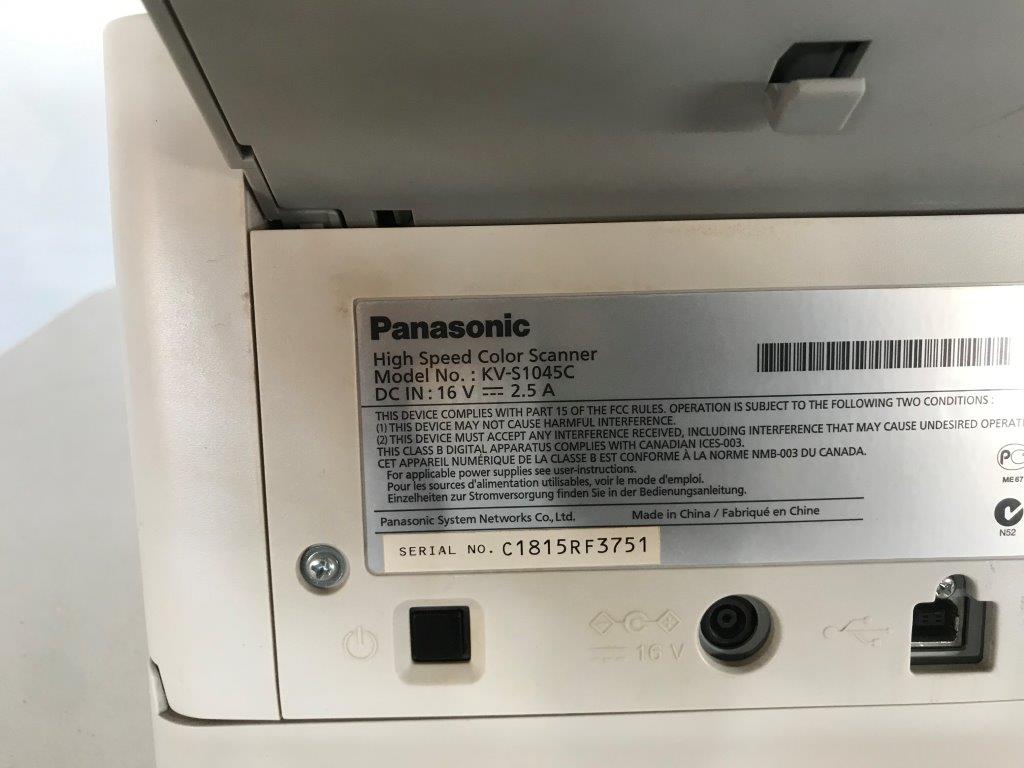 Panasonic
High Speed Color Scanner
Model No. : KV-S1045C
DC IN : 16 V ⎓ 2.5 A
THIS DEVICE COMPLIES WITH PART 15 OF THE FCC RULES. OPERATION IS SUBJECT TO THE FOLLOWING TWO CONDITIONS :
(1) THIS DEVICE MAY NOT CAUSE HARMFUL INTERFERENCE.
(2) THIS DEVICE MUST ACCEPT ANY INTERFERENCE RECEIVED, INCLUDING INTERFERENCE THAT MAY CAUSE UNDESIRED
THIS CLASS B DIGITAL APPARATUS COMPLIES WITH CANADIAN ICES-003.
CET APPAREIL NUMÉRIQUE DE LA CLASSE B EST CONFORME À LA NORME NMB-003 DU CANADA.
For applicable power supplies see user-instructions.
Pour les sources d'alimentation utilisables, voir le mode d'emploi.
Einzelheiten zur Stromversorgung finden Sie in der Bedienungsanleitung.
Panasonic System Networks Co., Ltd. Made in China / Fabriqué en Chine
ME67
N52
SERIAL NO. C1815RF3751
16 V